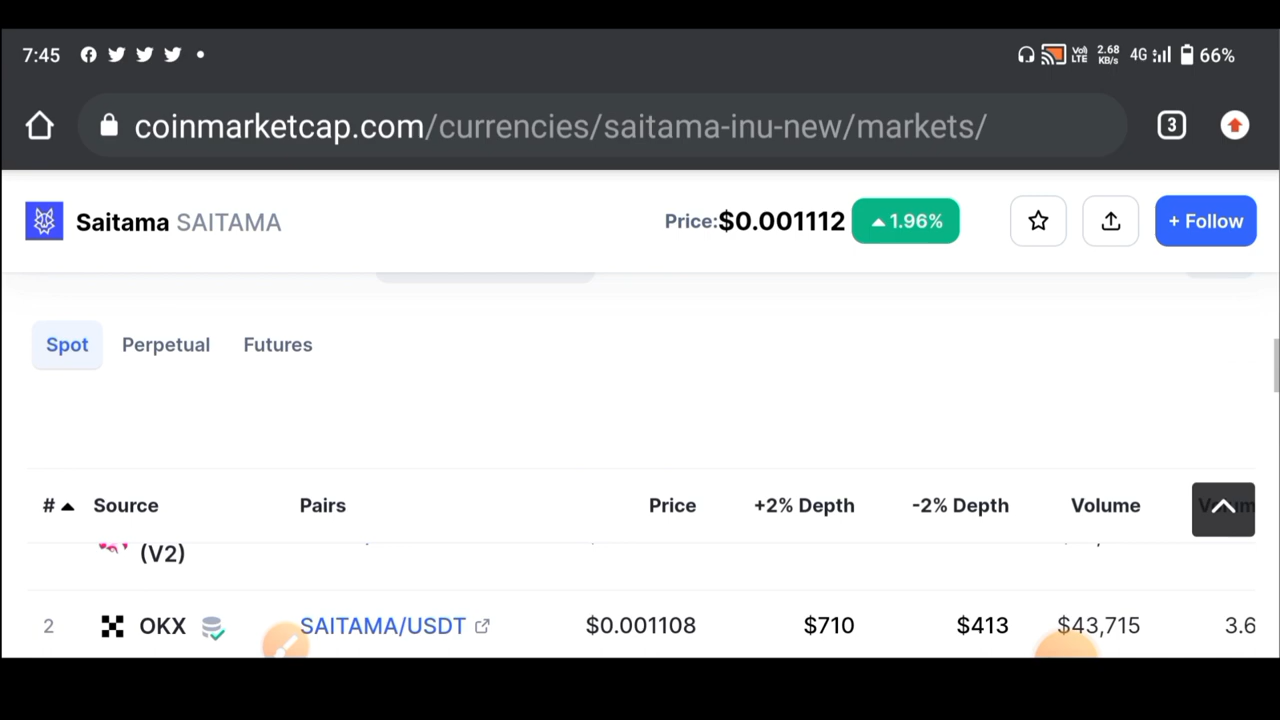 7:45 VoI LTE 2.68 KB/s 4G 66%
coinmarketcap.com/currencies/saitama-inu-new/markets/ 3
Saitama SAITAMA Price:$0.001112 1.96% + Follow
Spot Perpetual Futures
# Source Pairs Price +2% Depth -2% Depth Volume
(V2)
2 OKX SAITAMA/USDT $0.001108 $710 $413 $43,715 3.6